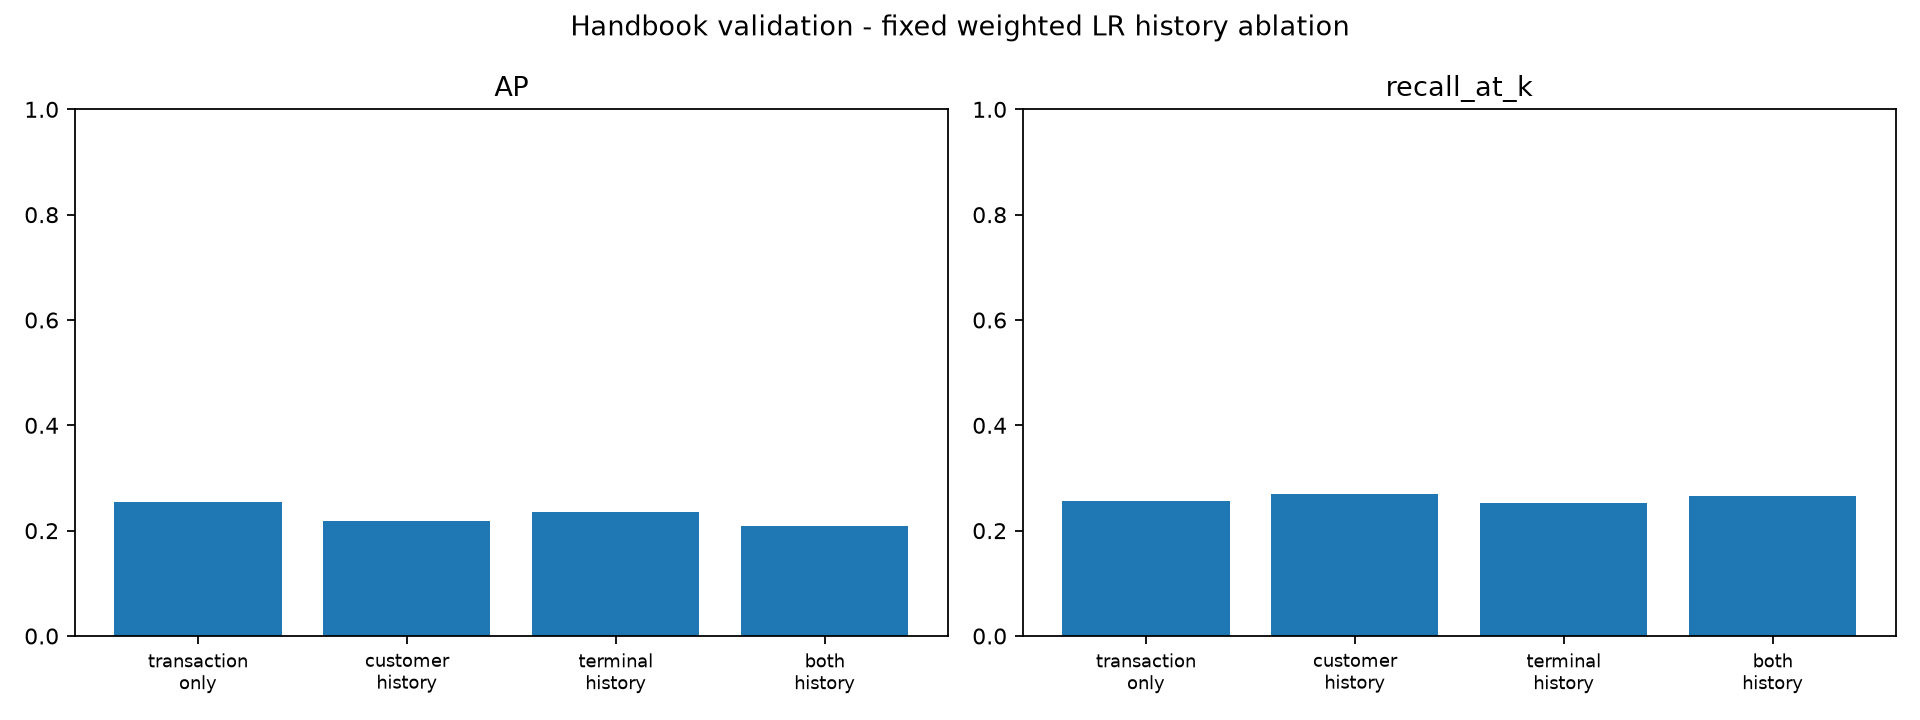 Handbook validation - fixed weighted LR history ablation
AP
1.0
0.8
0.6
0.4
0.2
0.0
transaction
only
customer
history
terminal
history
both
history
recall_at_k
1.0
0.8
0.6
0.4
0.2
0.0
transaction
only
customer
history
terminal
history
both
history